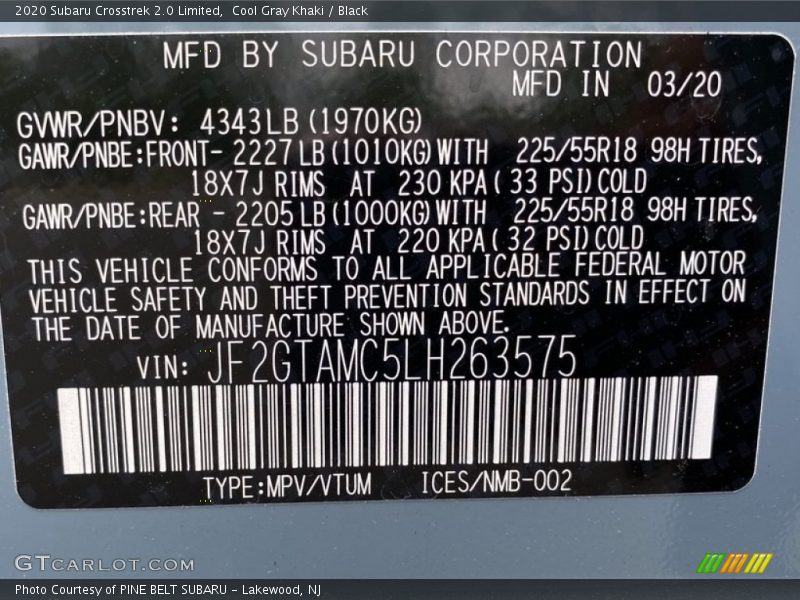 2020 Subaru Crosstrek 2.0 Limited,  Cool Gray Khaki / Black
MFD BY SUBARU CORPORATION
MFD IN 03/20
GVWR/PNBV: 4343LB (1970KG)
GAWR/PNBE:FRONT- 2227 LB (1010KG) WITH 225/55R18 98H TIRES,
18X7J RIMS AT 230 KPA ( 33 PSI) COLD
GAWR/PNBE:REAR - 2205 LB (1000KG) WITH 225/55R18 98H TIRES,
18X7J RIMS AT 220 KPA ( 32 PSI) COLD
THIS VEHICLE CONFORMS TO ALL APPLICABLE FEDERAL MOTOR
VEHICLE SAFETY AND THEFT PREVENTION STANDARDS IN EFFECT ON
THE DATE OF MANUFACTURE SHOWN ABOVE.
VIN: JF2GTAMC5LH263575
TYPE:MPV/VTUM ICES/NMB-002
GTCARLOT.COM
Photo Courtesy of PINE BELT SUBARU - Lakewood, NJ